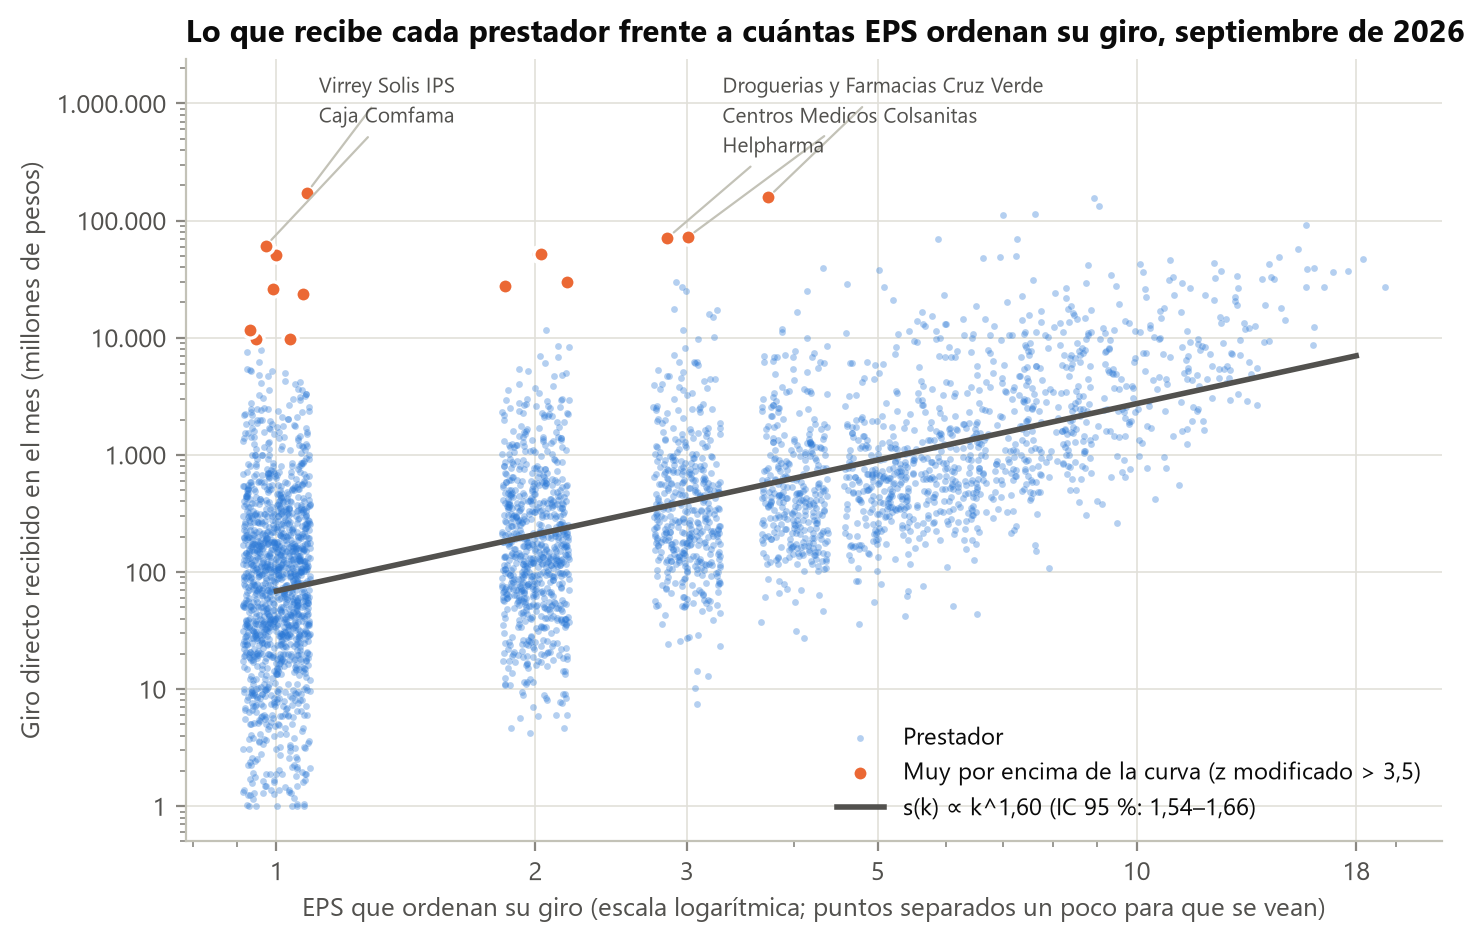 Lo que recibe cada prestador frente a cuántas EPS ordenan su giro, septiembre de 2026
Virrey Solis IPS
Caja Comfama
Droguerias y Farmacias Cruz Verde
Centros Medicos Colsanitas
Helpharma
Giro directo recibido en el mes (millones de pesos)
1.000.000
100.000
10.000
1.000
100
10
1
Prestador
Muy por encima de la curva (z modificado > 3,5)
s(k) ∝ k^1,60 (IC 95 %: 1,54–1,66)
1 2 3 5 10 18
EPS que ordenan su giro (escala logarítmica; puntos separados un poco para que se vean)